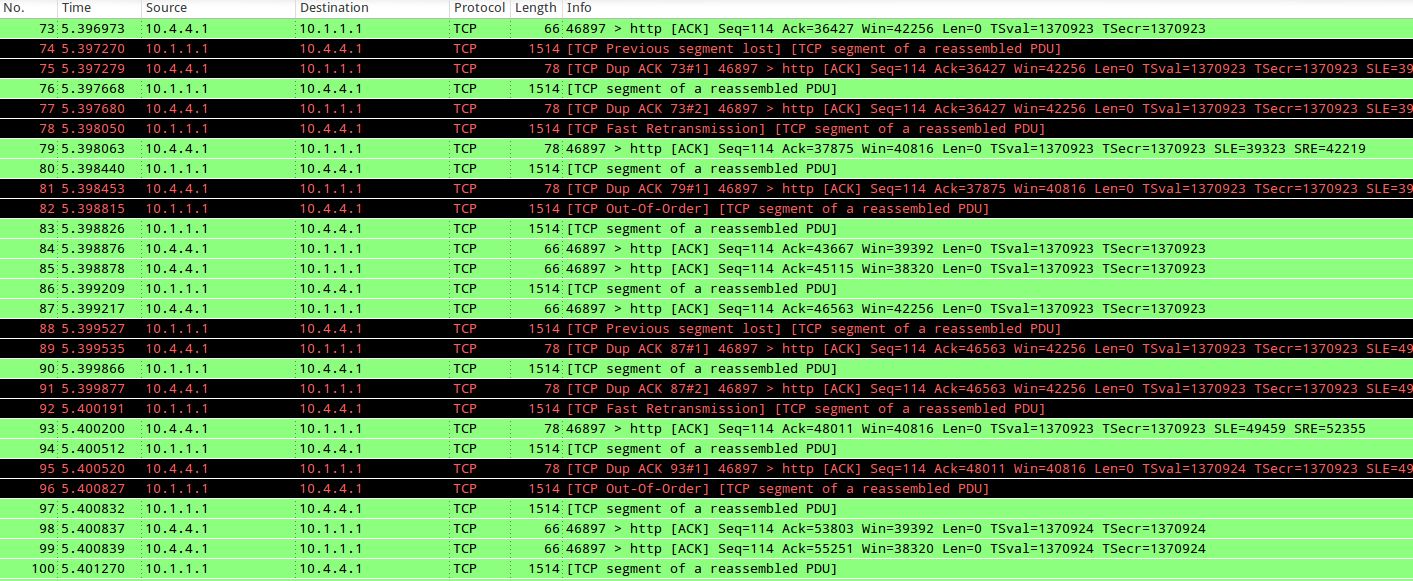 No. Time Source Destination Protocol Length Info
73 5.396973 10.4.4.1 10.1.1.1 TCP 66 46897 > http [ACK] Seq=114 Ack=36427 Win=42256 Len=0 TSval=1370923 TSecr=1370923
74 5.397270 10.1.1.1 10.4.4.1 TCP 1514 [TCP Previous segment lost] [TCP segment of a reassembled PDU]
75 5.397279 10.4.4.1 10.1.1.1 TCP 78 [TCP Dup ACK 73#1] 46897 > http [ACK] Seq=114 Ack=36427 Win=42256 Len=0 TSval=1370923 TSecr=1370923 SLE=39
76 5.397668 10.1.1.1 10.4.4.1 TCP 1514 [TCP segment of a reassembled PDU]
77 5.397680 10.4.4.1 10.1.1.1 TCP 78 [TCP Dup ACK 73#2] 46897 > http [ACK] Seq=114 Ack=36427 Win=42256 Len=0 TSval=1370923 TSecr=1370923 SLE=39
78 5.398050 10.1.1.1 10.4.4.1 TCP 1514 [TCP Fast Retransmission] [TCP segment of a reassembled PDU]
79 5.398063 10.4.4.1 10.1.1.1 TCP 78 46897 > http [ACK] Seq=114 Ack=37875 Win=40816 Len=0 TSval=1370923 TSecr=1370923 SLE=39323 SRE=42219
80 5.398440 10.1.1.1 10.4.4.1 TCP 1514 [TCP segment of a reassembled PDU]
81 5.398453 10.4.4.1 10.1.1.1 TCP 78 [TCP Dup ACK 79#1] 46897 > http [ACK] Seq=114 Ack=37875 Win=40816 Len=0 TSval=1370923 TSecr=1370923 SLE=39
82 5.398815 10.1.1.1 10.4.4.1 TCP 1514 [TCP Out-Of-Order] [TCP segment of a reassembled PDU]
83 5.398826 10.1.1.1 10.4.4.1 TCP 1514 [TCP segment of a reassembled PDU]
84 5.398876 10.4.4.1 10.1.1.1 TCP 66 46897 > http [ACK] Seq=114 Ack=43667 Win=39392 Len=0 TSval=1370923 TSecr=1370923
85 5.398878 10.4.4.1 10.1.1.1 TCP 66 46897 > http [ACK] Seq=114 Ack=45115 Win=38320 Len=0 TSval=1370923 TSecr=1370923
86 5.399209 10.1.1.1 10.4.4.1 TCP 1514 [TCP segment of a reassembled PDU]
87 5.399217 10.4.4.1 10.1.1.1 TCP 66 46897 > http [ACK] Seq=114 Ack=46563 Win=42256 Len=0 TSval=1370923 TSecr=1370923
88 5.399527 10.1.1.1 10.4.4.1 TCP 1514 [TCP Previous segment lost] [TCP segment of a reassembled PDU]
89 5.399535 10.4.4.1 10.1.1.1 TCP 78 [TCP Dup ACK 87#1] 46897 > http [ACK] Seq=114 Ack=46563 Win=42256 Len=0 TSval=1370923 TSecr=1370923 SLE=49
90 5.399866 10.1.1.1 10.4.4.1 TCP 1514 [TCP segment of a reassembled PDU]
91 5.399877 10.4.4.1 10.1.1.1 TCP 78 [TCP Dup ACK 87#2] 46897 > http [ACK] Seq=114 Ack=46563 Win=42256 Len=0 TSval=1370923 TSecr=1370923 SLE=49
92 5.400191 10.1.1.1 10.4.4.1 TCP 1514 [TCP Fast Retransmission] [TCP segment of a reassembled PDU]
93 5.400200 10.4.4.1 10.1.1.1 TCP 78 46897 > http [ACK] Seq=114 Ack=48011 Win=40816 Len=0 TSval=1370923 TSecr=1370923 SLE=49459 SRE=52355
94 5.400512 10.1.1.1 10.4.4.1 TCP 1514 [TCP segment of a reassembled PDU]
95 5.400520 10.4.4.1 10.1.1.1 TCP 78 [TCP Dup ACK 93#1] 46897 > http [ACK] Seq=114 Ack=48011 Win=40816 Len=0 TSval=1370924 TSecr=1370923 SLE=49
96 5.400827 10.1.1.1 10.4.4.1 TCP 1514 [TCP Out-Of-Order] [TCP segment of a reassembled PDU]
97 5.400832 10.1.1.1 10.4.4.1 TCP 1514 [TCP segment of a reassembled PDU]
98 5.400837 10.4.4.1 10.1.1.1 TCP 66 46897 > http [ACK] Seq=114 Ack=53803 Win=39392 Len=0 TSval=1370924 TSecr=1370924
99 5.400839 10.4.4.1 10.1.1.1 TCP 66 46897 > http [ACK] Seq=114 Ack=55251 Win=38320 Len=0 TSval=1370924 TSecr=1370924
100 5.401270 10.1.1.1 10.4.4.1 TCP 1514 [TCP segment of a reassembled PDU]